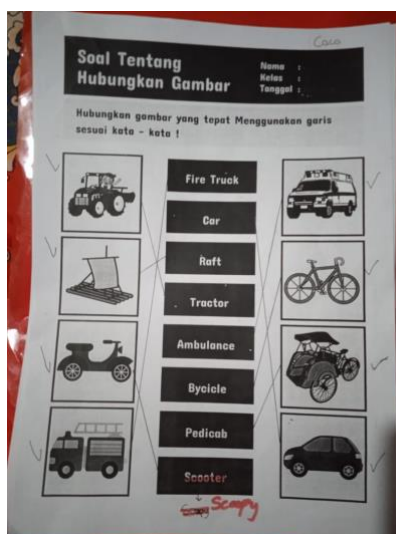 Caca
Soal Tentang
Hubungkan Gambar
Nama :
Kelas :
Tanggal :
Hubungkan gambar yang tepat Menggunakan garis
sesuai kata - kata !
Fire Truck
Car
Raft
Tractor
Ambulance
Bycicle
Pedicab
Scooter
Scoopy